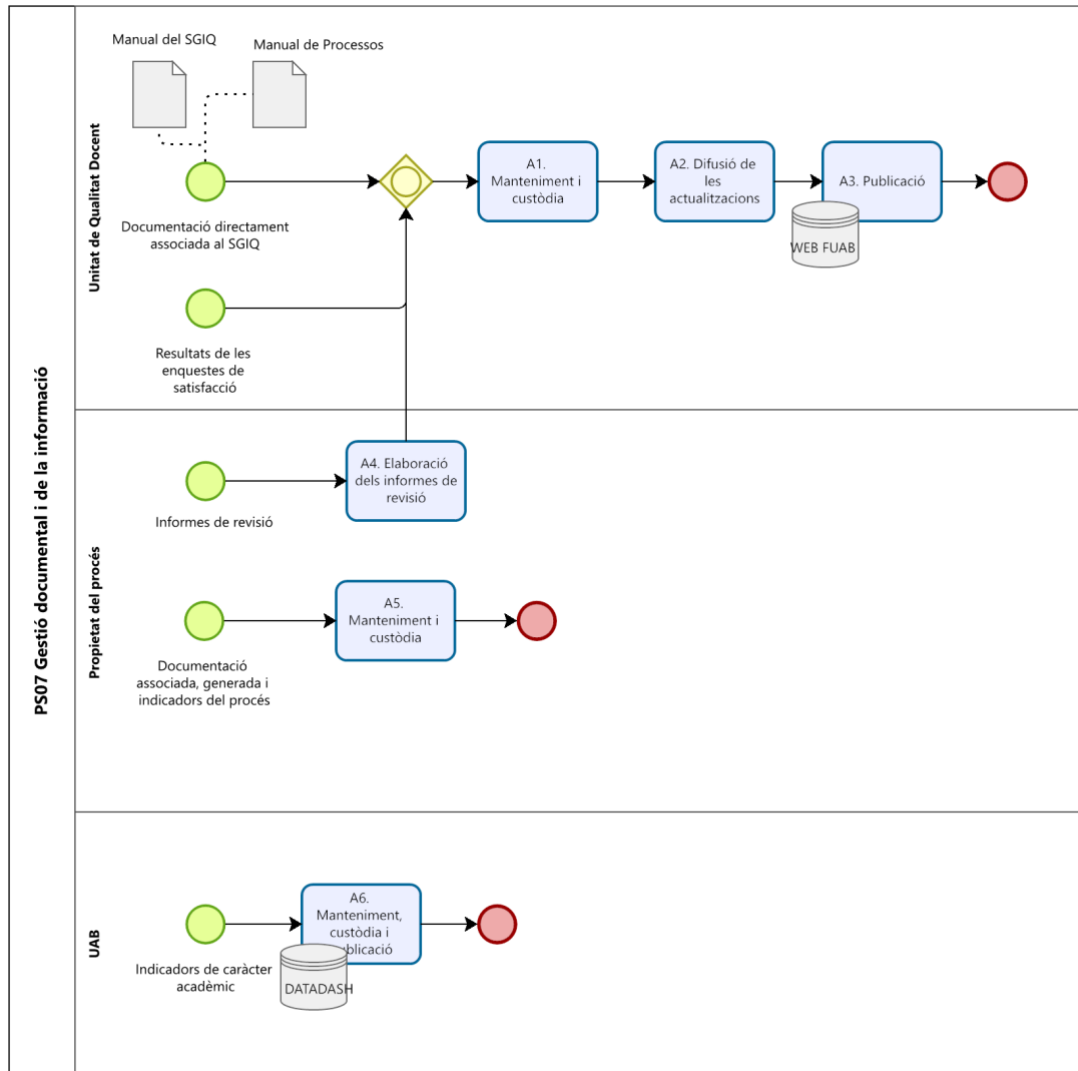 PS07 Gestió documental i de la informació
Unitat de Qualitat Docent
Manual del SGIQ
Manual de Processos
Documentació directament
associada al SGIQ
A1.
Manteniment i
custòdia
A2. Difusió de
les
actualitzacions
A3. Publicació
WEB FUAB
Resultats de les
enquestes de
satisfacció
Propietat del procés
Informes de revisió
A4. Elaboració
dels informes de
revisió
Documentació
associada, generada i
indicadors del procés
A5.
Manteniment i
custòdia
UAB
Indicadors de caràcter
acadèmic
A6.
Manteniment,
custòdia i
publicació
DATADASH